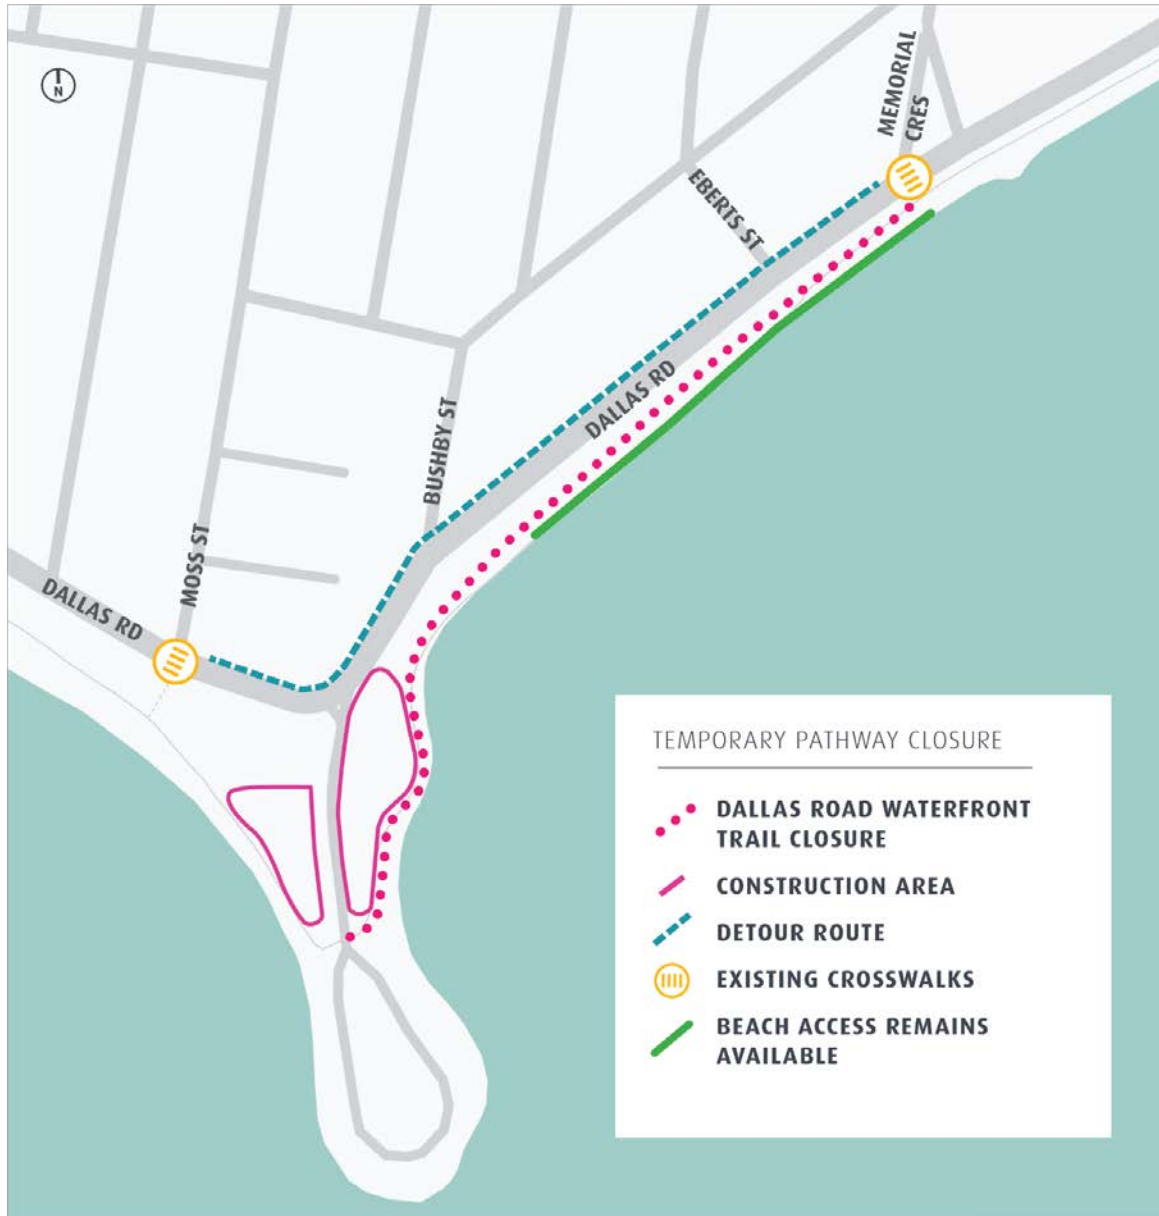 N
MEMORIAL
CRES
EBERTS ST
DALLAS RD
BUSHBY ST
MOSS ST
DALLAS RD
TEMPORARY PATHWAY CLOSURE
DALLAS ROAD WATERFRONT
TRAIL CLOSURE
CONSTRUCTION AREA
DETOUR ROUTE
EXISTING CROSSWALKS
BEACH ACCESS REMAINS
AVAILABLE